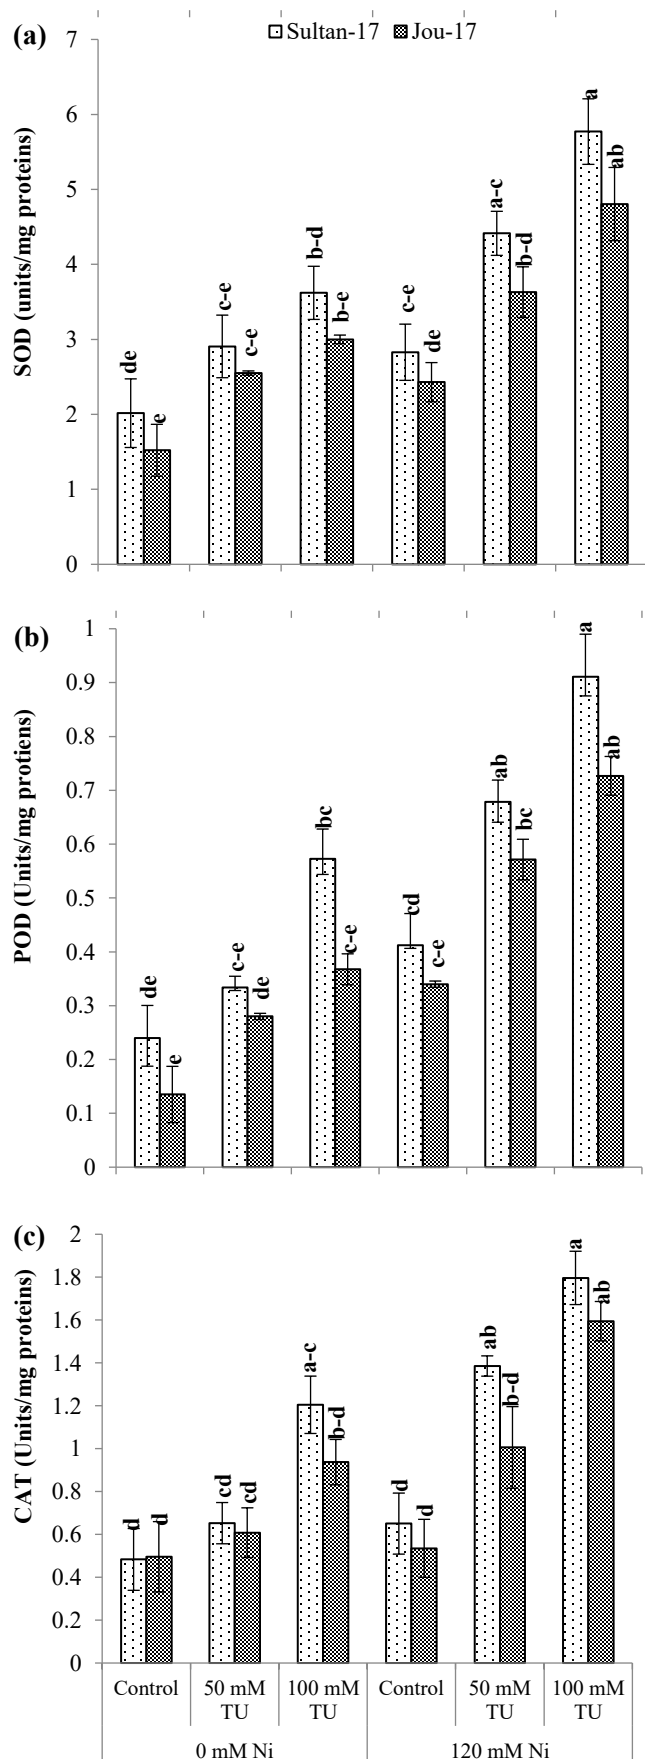 (a)
Sultan-17 Jou-17
SOD (units/mg proteins)
7
6
5
4
3
2
1
0
de
e
c-e
c-e
b-d
b-e
c-e
de
a-c
b-d
a
ab
(b)
POD (Units/mg protiens)
1
0.9
0.8
0.7
0.6
0.5
0.4
0.3
0.2
0.1
0
de
e
c-e
de
bc
c-e
cd
c-e
ab
bc
a
ab
(c)
CAT (Units/mg proteins)
2
1.8
1.6
1.4
1.2
1
0.8
0.6
0.4
0.2
0
d
d
cd
cd
a-c
b-d
d
d
ab
b-d
a
ab
Control 50 mM 100 mM Control 50 mM 100 mM
TU TU TU TU
0 mM Ni 120 mM Ni